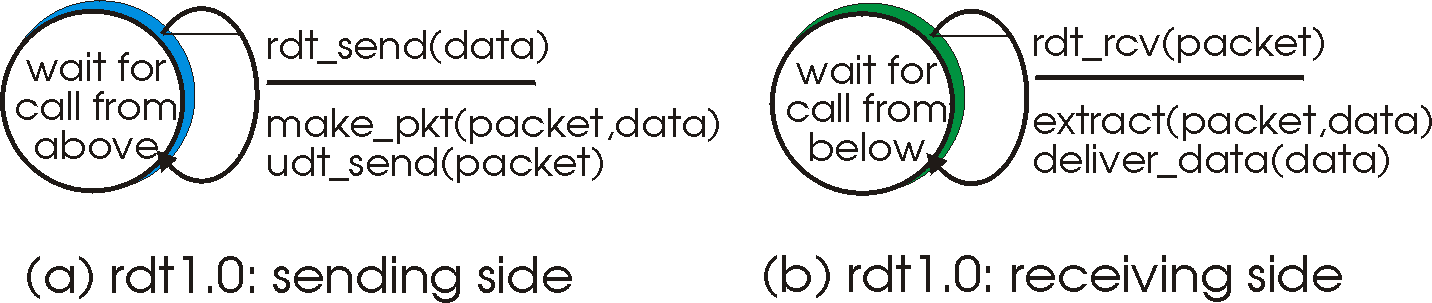 wait for
call from
above
rdt_send(data)
make_pkt(packet,data)
udt_send(packet)
(a) rdt1.0: sending side
wait for
call from
below
rdt_rcv(packet)
extract(packet,data)
deliver_data(data)
(b) rdt1.0: receiving side